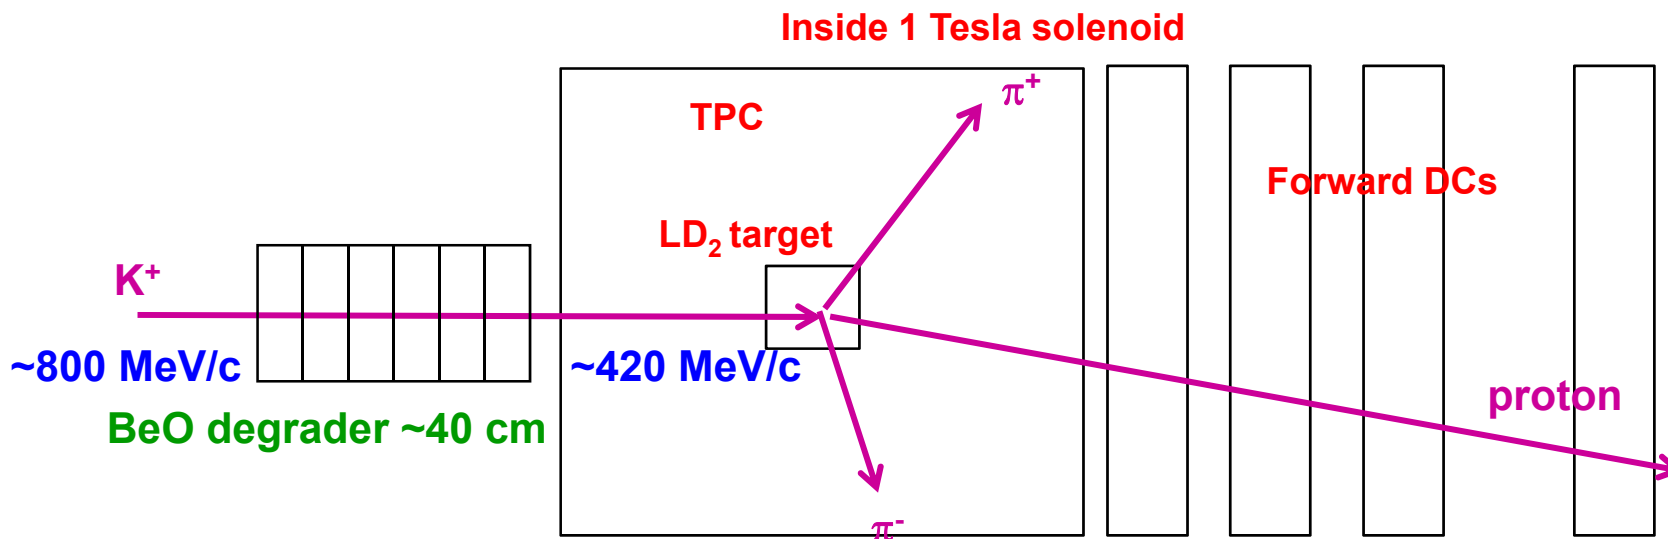 Inside 1 Tesla solenoid
π⁺
TPC
Forward DCs
LD₂ target
K⁺
~800 MeV/c
~420 MeV/c
proton
BeO degrader ~40 cm
π⁻